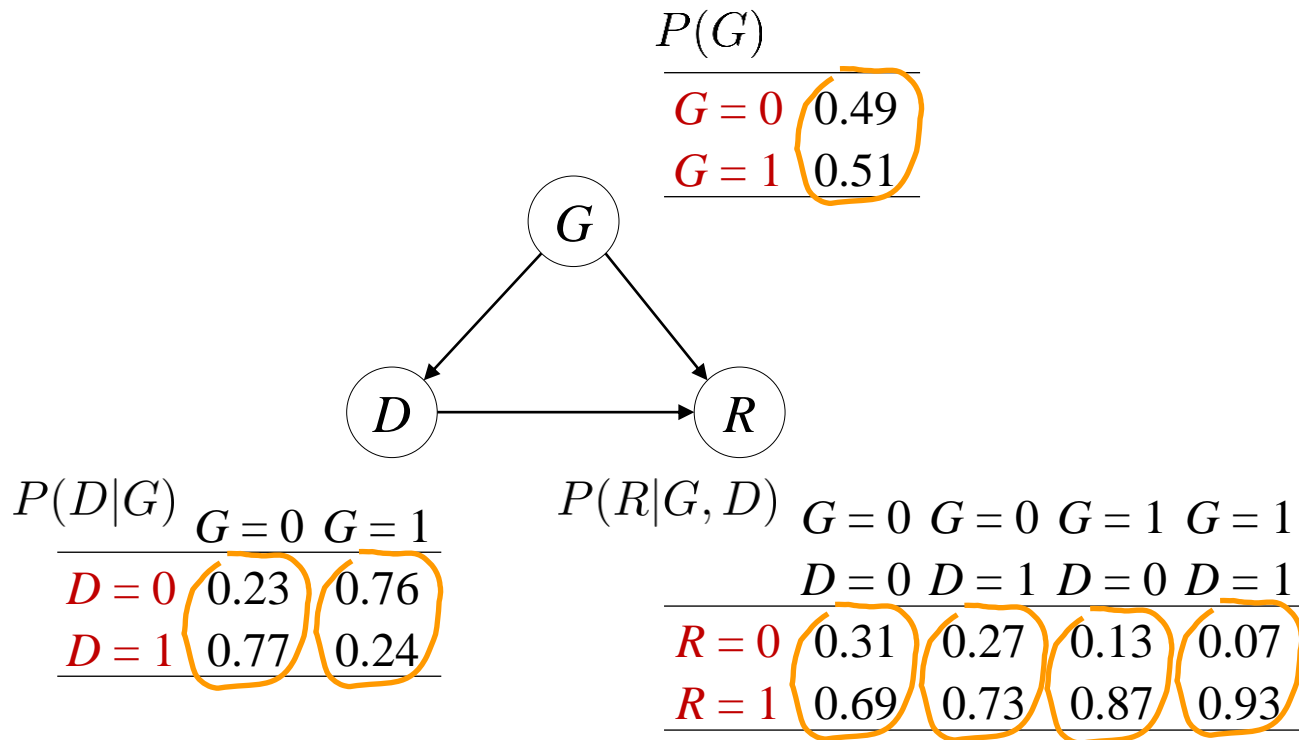 P(G)
G = 0 0.49
G = 1 0.51
G
D
R
P(D|G) G = 0 G = 1
D = 0 0.23 0.76
D = 1 0.77 0.24
P(R|G, D) G = 0 G = 0 G = 1 G = 1
D = 0 D = 1 D = 0 D = 1
R = 0 0.31 0.27 0.13 0.07
R = 1 0.69 0.73 0.87 0.93